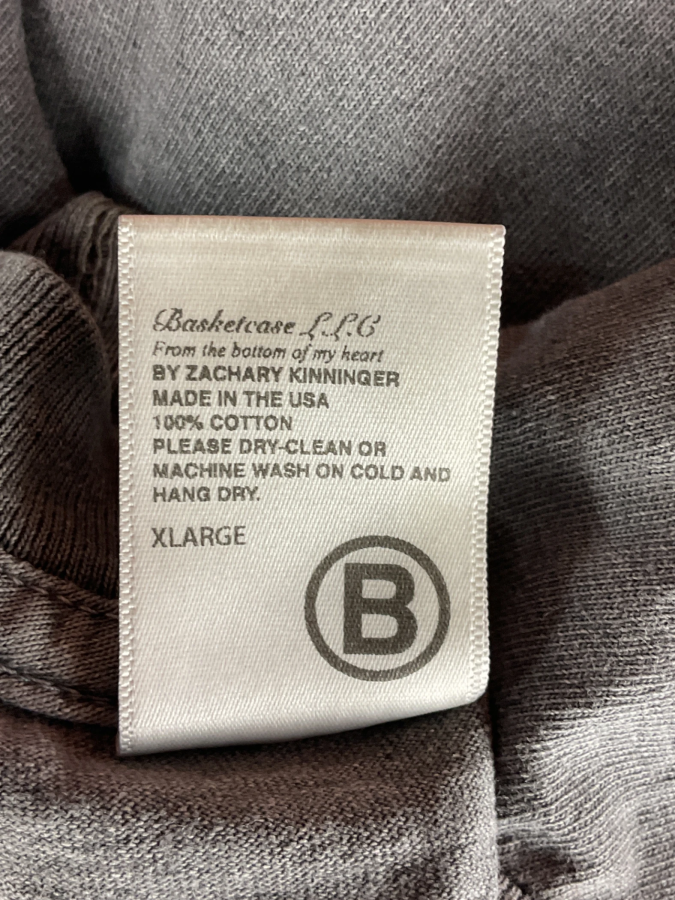 Basketcase L.L.C
From the bottom of my heart
BY ZACHARY KINNINGER
MADE IN THE USA
100% COTTON
PLEASE DRY-CLEAN OR
MACHINE WASH ON COLD AND
HANG DRY.
XLARGE
B